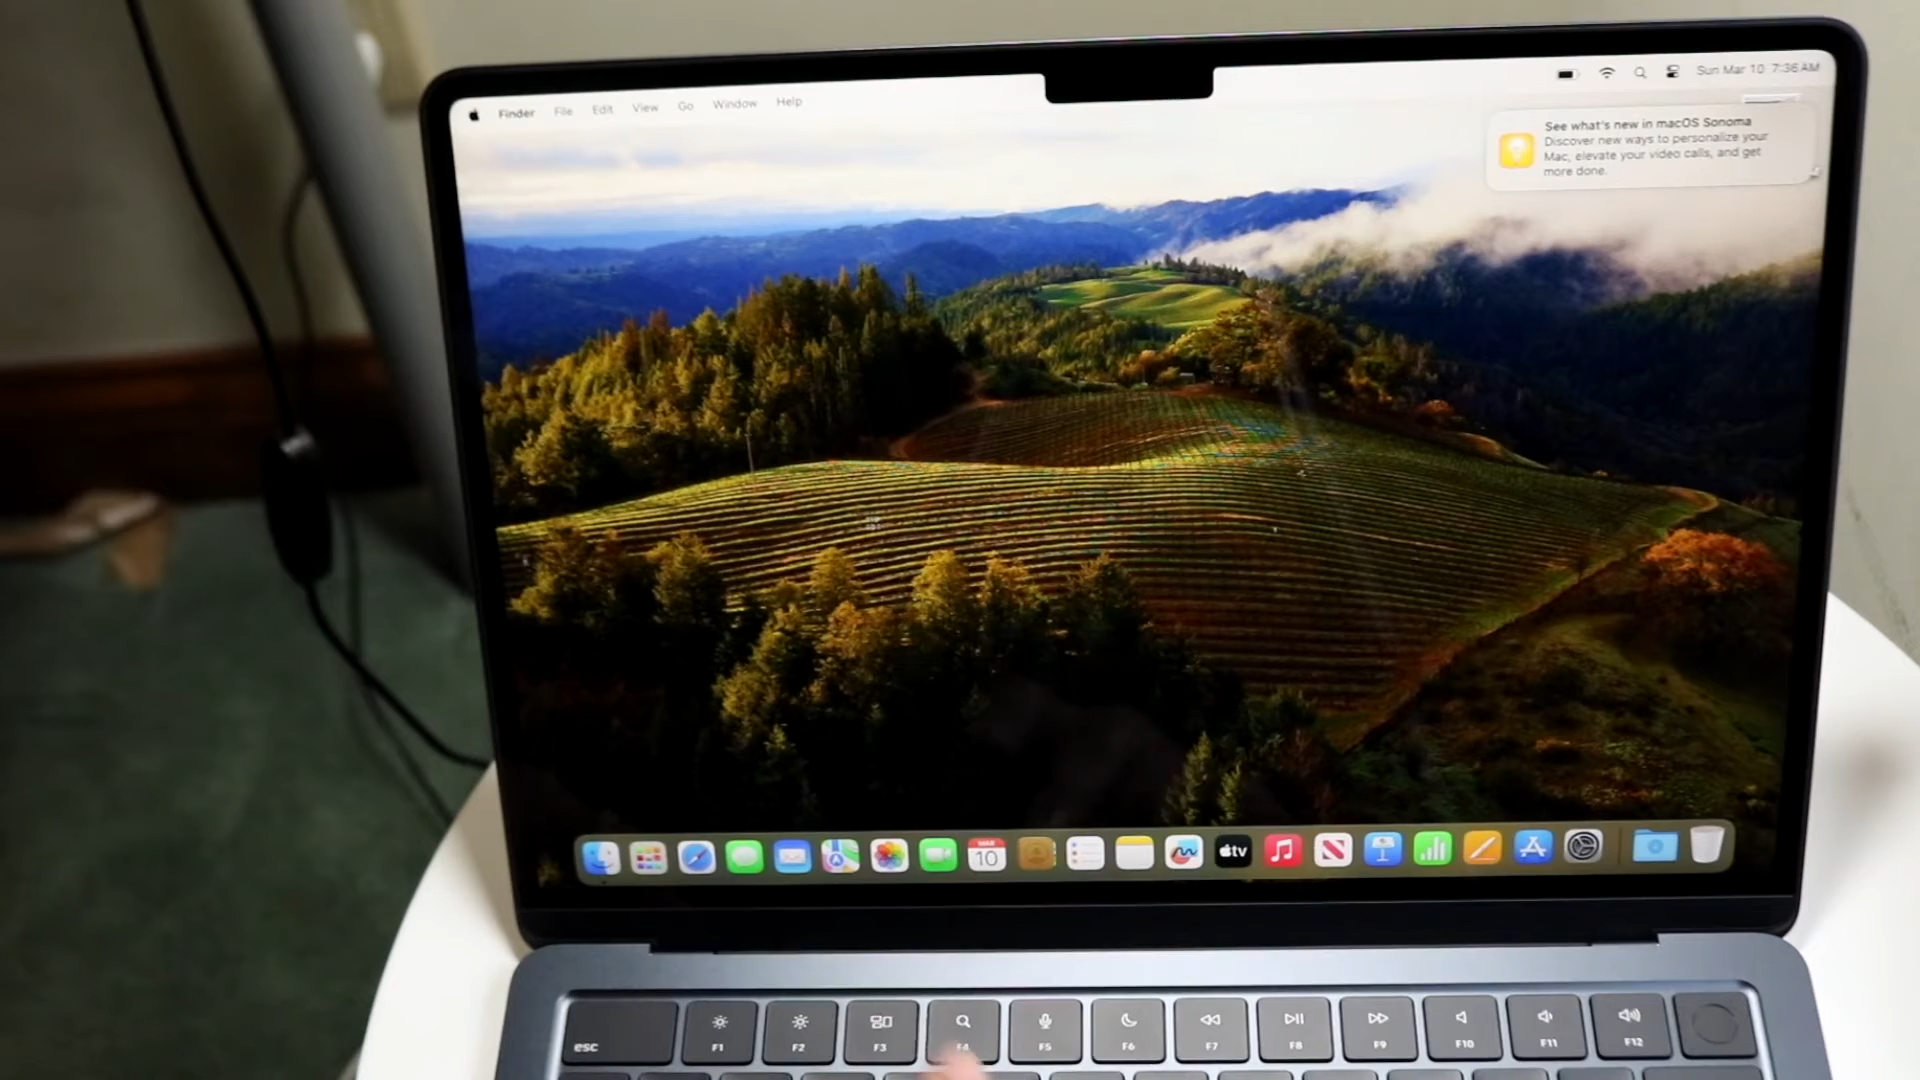 Finder File Edit View Go Window Help
Sun Mar 10 7:36 AM
See what's new in macOS Sonoma
Discover new ways to personalize your
Mac, elevate your video calls, and get
more done.
MAR
10
tv
esc F1 F2 F3 F4 F5 F6 F7 F8 F9 F10 F11 F12